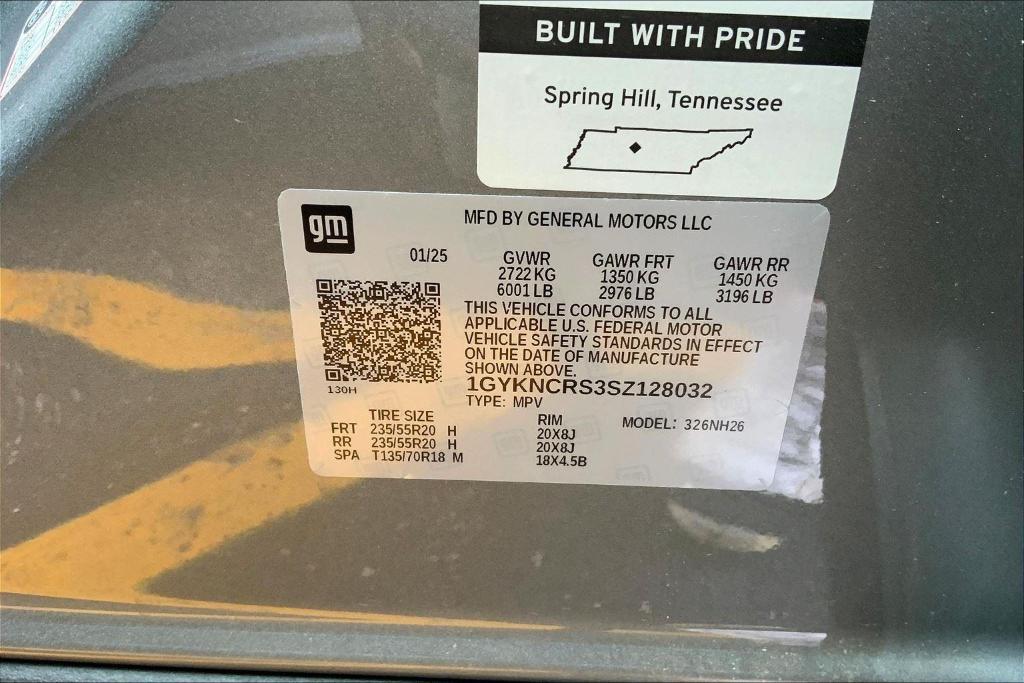 BUILT WITH PRIDE
Spring Hill, Tennessee
gm
MFD BY GENERAL MOTORS LLC
01/25 GVWR GAWR FRT GAWR RR
2722 KG 1350 KG 1450 KG
6001 LB 2976 LB 3196 LB
THIS VEHICLE CONFORMS TO ALL
APPLICABLE U.S. FEDERAL MOTOR
VEHICLE SAFETY STANDARDS IN EFFECT
ON THE DATE OF MANUFACTURE
SHOWN ABOVE.
130H
1GYKNCRS3SZ128032
TYPE: MPV
TIRE SIZE RIM MODEL: 326NH26
FRT 235/55R20 H 20X8J
RR 235/55R20 H 20X8J
SPA T135/70R18 M 18X4.5B